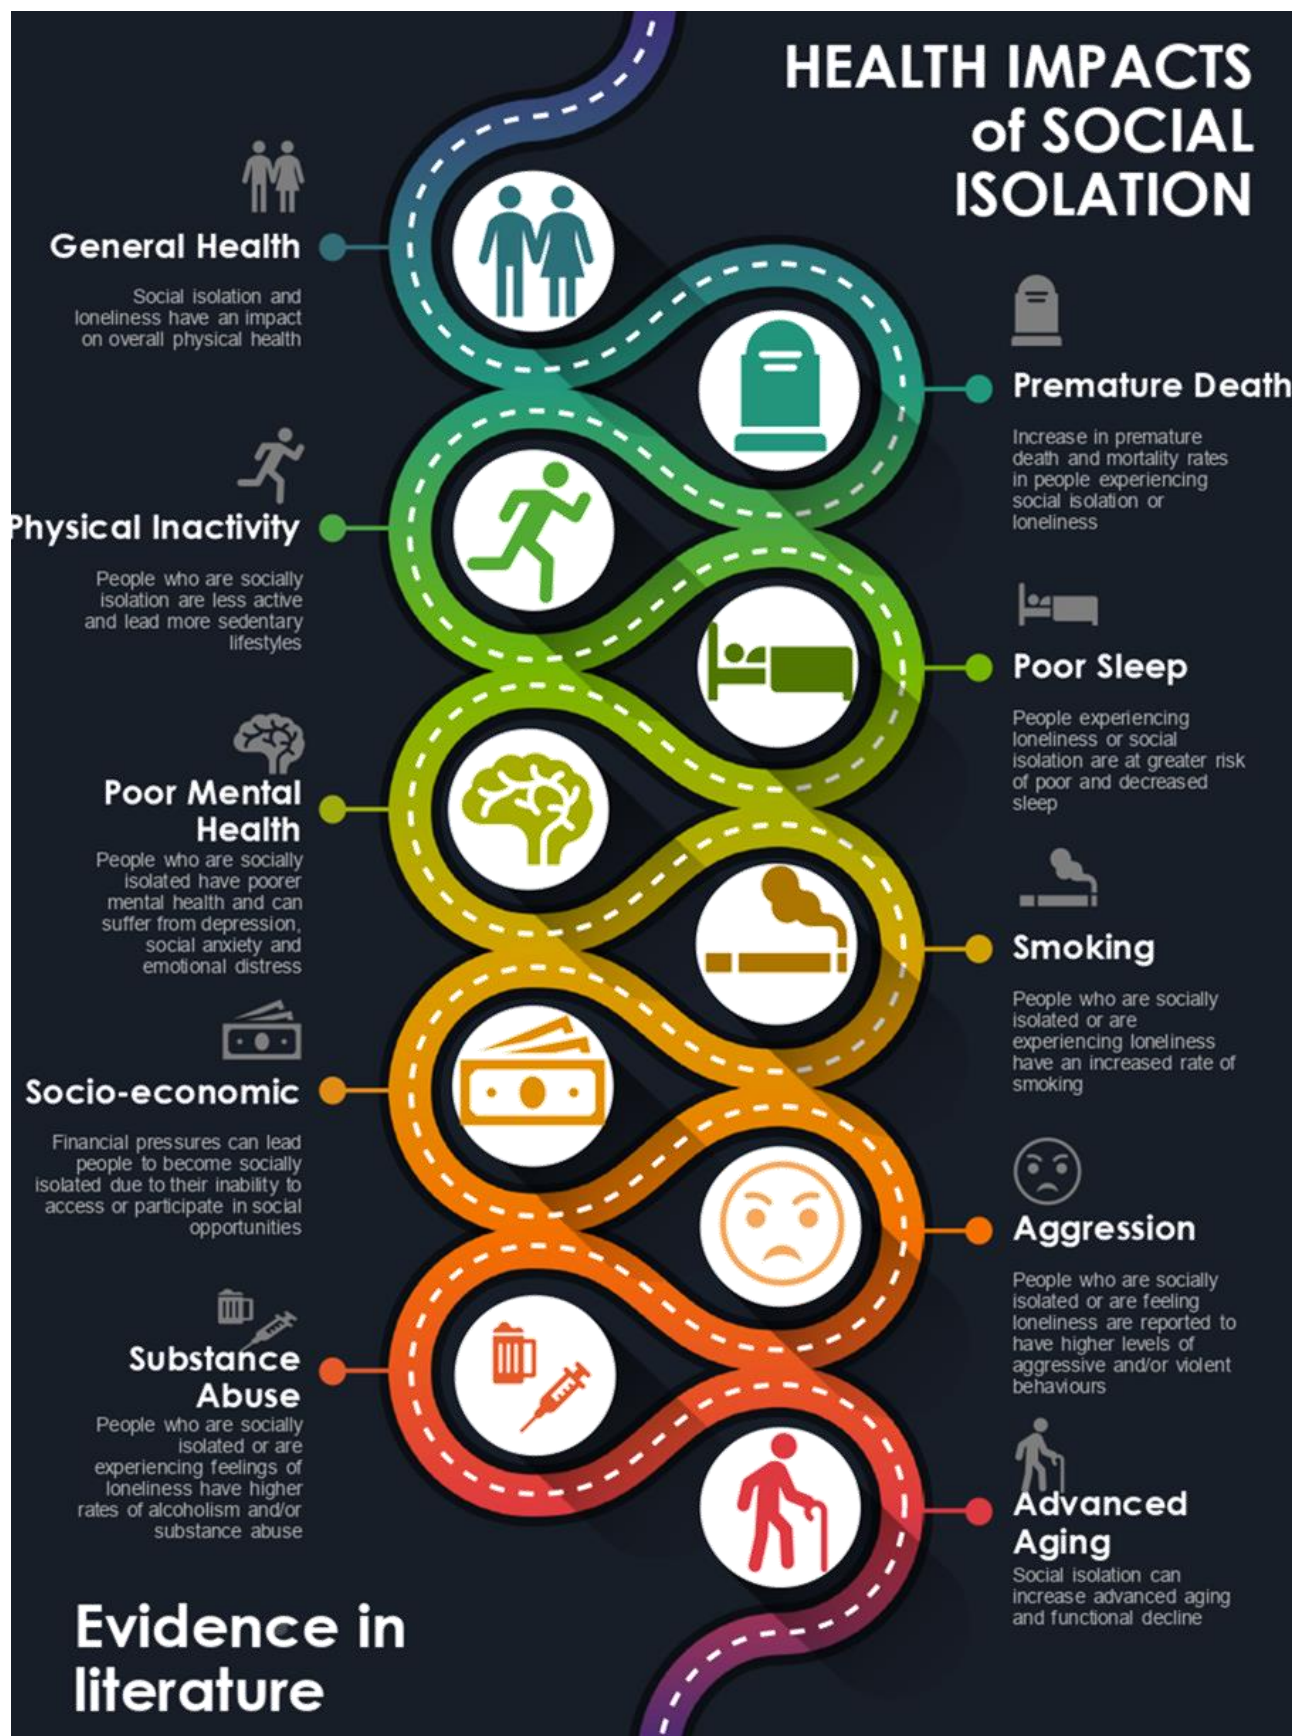 HEALTH IMPACTS
of SOCIAL
ISOLATION
General Health
Social isolation and
loneliness have an impact
on overall physical health
Premature Death
Increase in premature
death and mortality rates
in people experiencing
social isolation or
loneliness
Physical Inactivity
People who are socially
isolation are less active
and lead more sedentary
lifestyles
Poor Sleep
People experiencing
loneliness or social
isolation are at greater risk
of poor and decreased
sleep
Poor Mental
Health
People who are socially
isolated have poorer
mental health and can
suffer from depression,
social anxiety and
emotional distress
Smoking
People who are socially
isolated or are
experiencing loneliness
have an increased rate of
smoking
Socio-economic
Financial pressures can lead
people to become socially
isolated due to their inability to
access or participate in social
opportunities
Aggression
People who are socially
isolated or are feeling
loneliness are reported to
have higher levels of
aggressive and/or violent
behaviours
Substance
Abuse
People who are socially
isolated or are
experiencing feelings of
loneliness have higher
rates of alcoholism and/or
substance abuse
Advanced
Aging
Social isolation can
increase advanced aging
and functional decline
Evidence in
literature